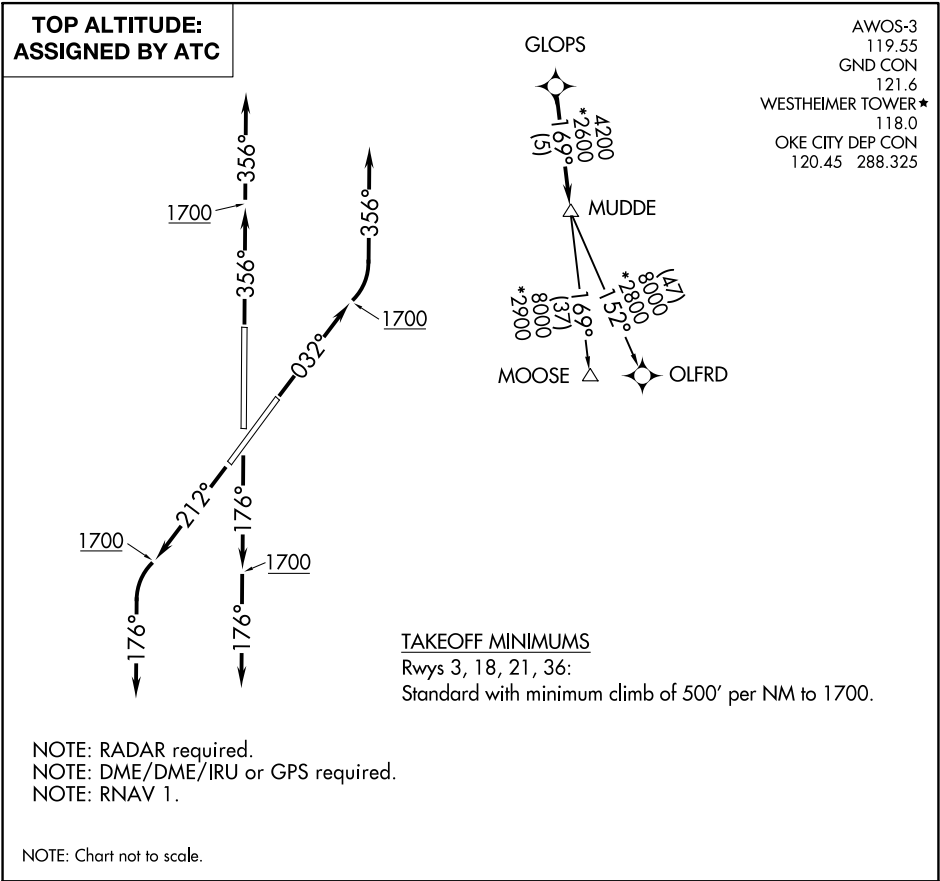 TOP ALTITUDE:
ASSIGNED BY ATC
AWOS-3
119.55
GND CON
121.6
WESTHEIMER TOWER★
118.0
OKE CITY DEP CON
120.45 288.325
GLOPS
4200
*2600
169°
(5)
MUDDE
(47)
8000
*2800
152°
169°
(37)
8000
*2900
MOOSE
OLFRD
356°
1700
356°
356°
1700
032°
212°
176°
1700
1700
176°
176°
TAKEOFF MINIMUMS
Rwys 3, 18, 21, 36:
Standard with minimum climb of 500' per NM to 1700.
NOTE: RADAR required.
NOTE: DME/DME/IRU or GPS required.
NOTE: RNAV 1.
NOTE: Chart not to scale.